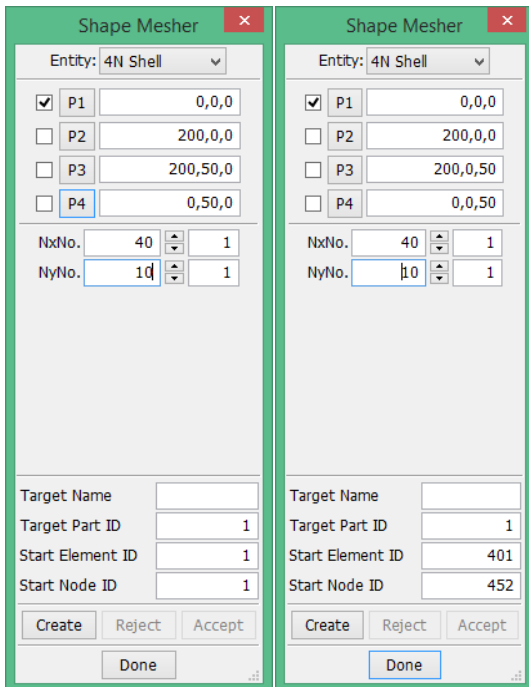 Shape Mesher
Entity: 4N Shell
P1 0,0,0
P2 200,0,0
P3 200,50,0
P4 0,50,0
NxNo. 40 1
NyNo. 10 1
Target Name
Target Part ID 1
Start Element ID 1
Start Node ID 1
Create Reject Accept
Done
Shape Mesher
Entity: 4N Shell
P1 0,0,0
P2 200,0,0
P3 200,0,50
P4 0,0,50
NxNo. 40 1
NyNo. 10 1
Target Name
Target Part ID 1
Start Element ID 401
Start Node ID 452
Create Reject Accept
Done